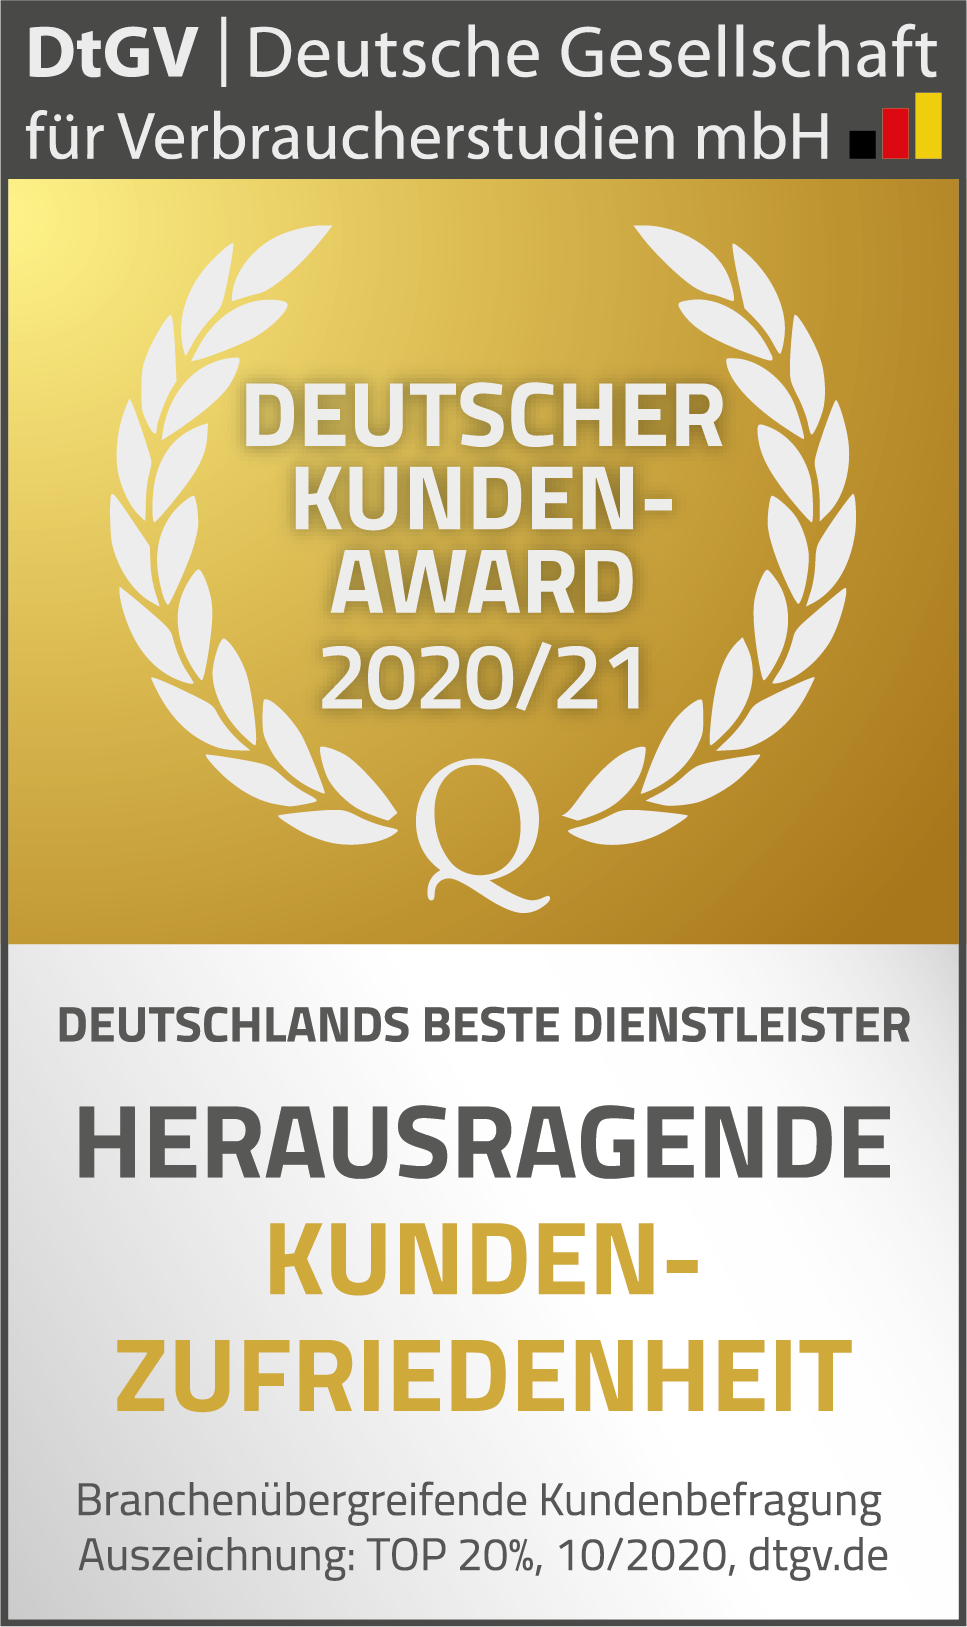 DtGV | Deutsche Gesellschaft
für Verbraucherstudien mbH
DEUTSCHER
KUNDEN-
AWARD
2020/21
Q
DEUTSCHLANDS BESTE DIENSTLEISTER
HERAUSRAGENDE
KUNDEN-
ZUFRIEDENHEIT
Branchenübergreifende Kundenbefragung
Auszeichnung: TOP 20%, 10/2020, dtgv.de